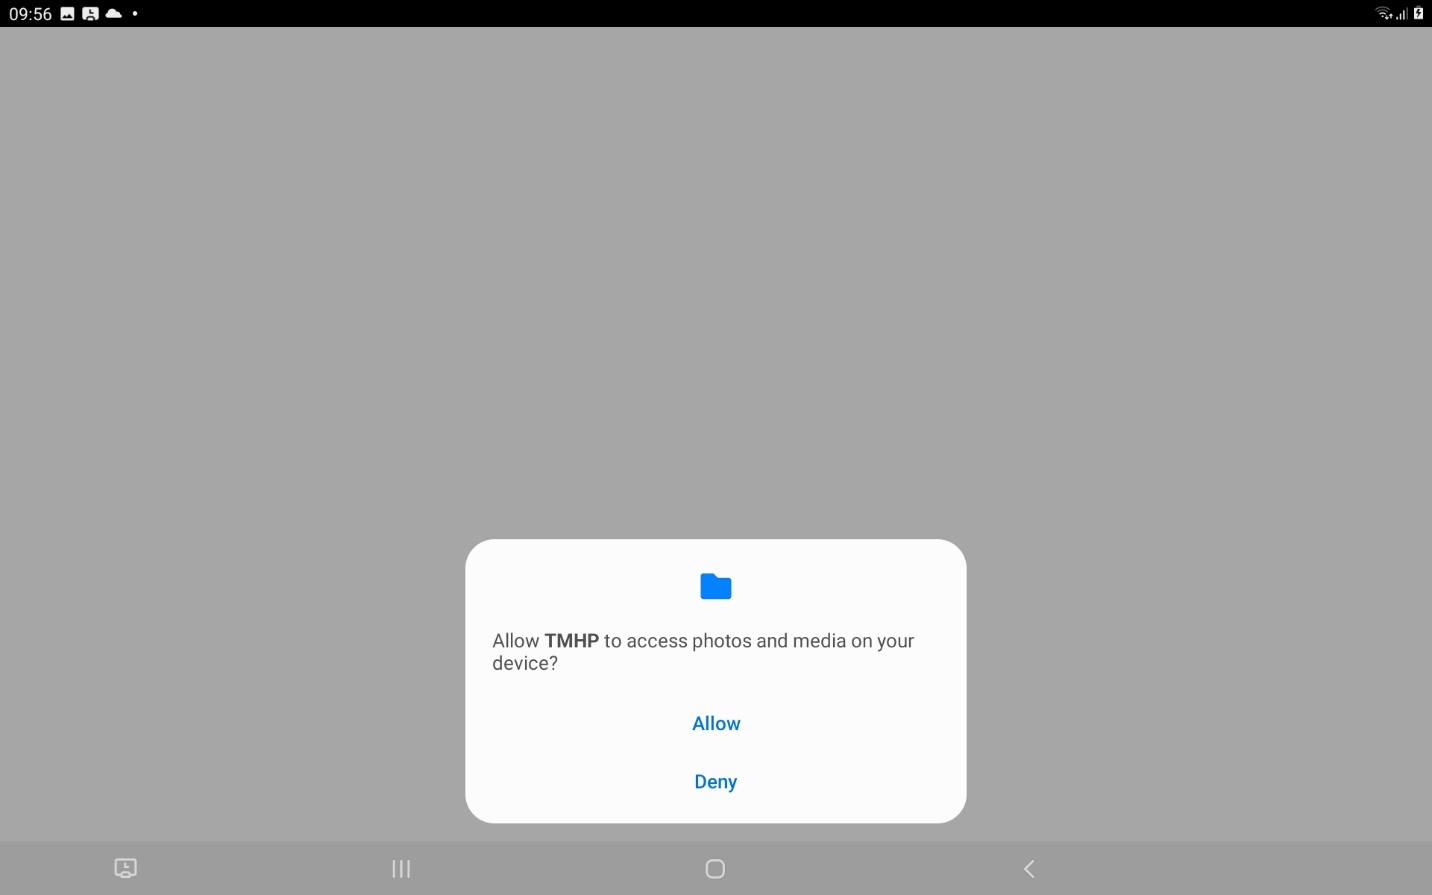 09:56
Allow TMHP to access photos and media on your
device?
Allow
Deny